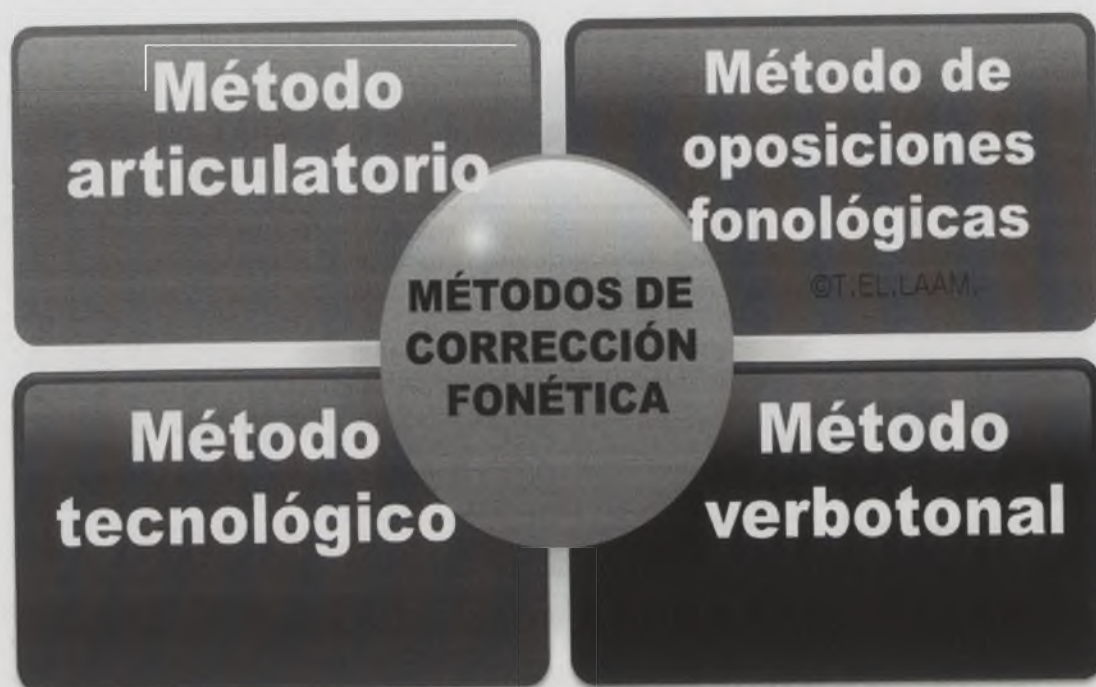 Método
articulatorio
Método de
oposiciones
fonológicas
©T.EL.LAAM.
MÉTODOS DE
CORRECCIÓN
FONÉTICA
Método
tecnológico
Método
verbotonal